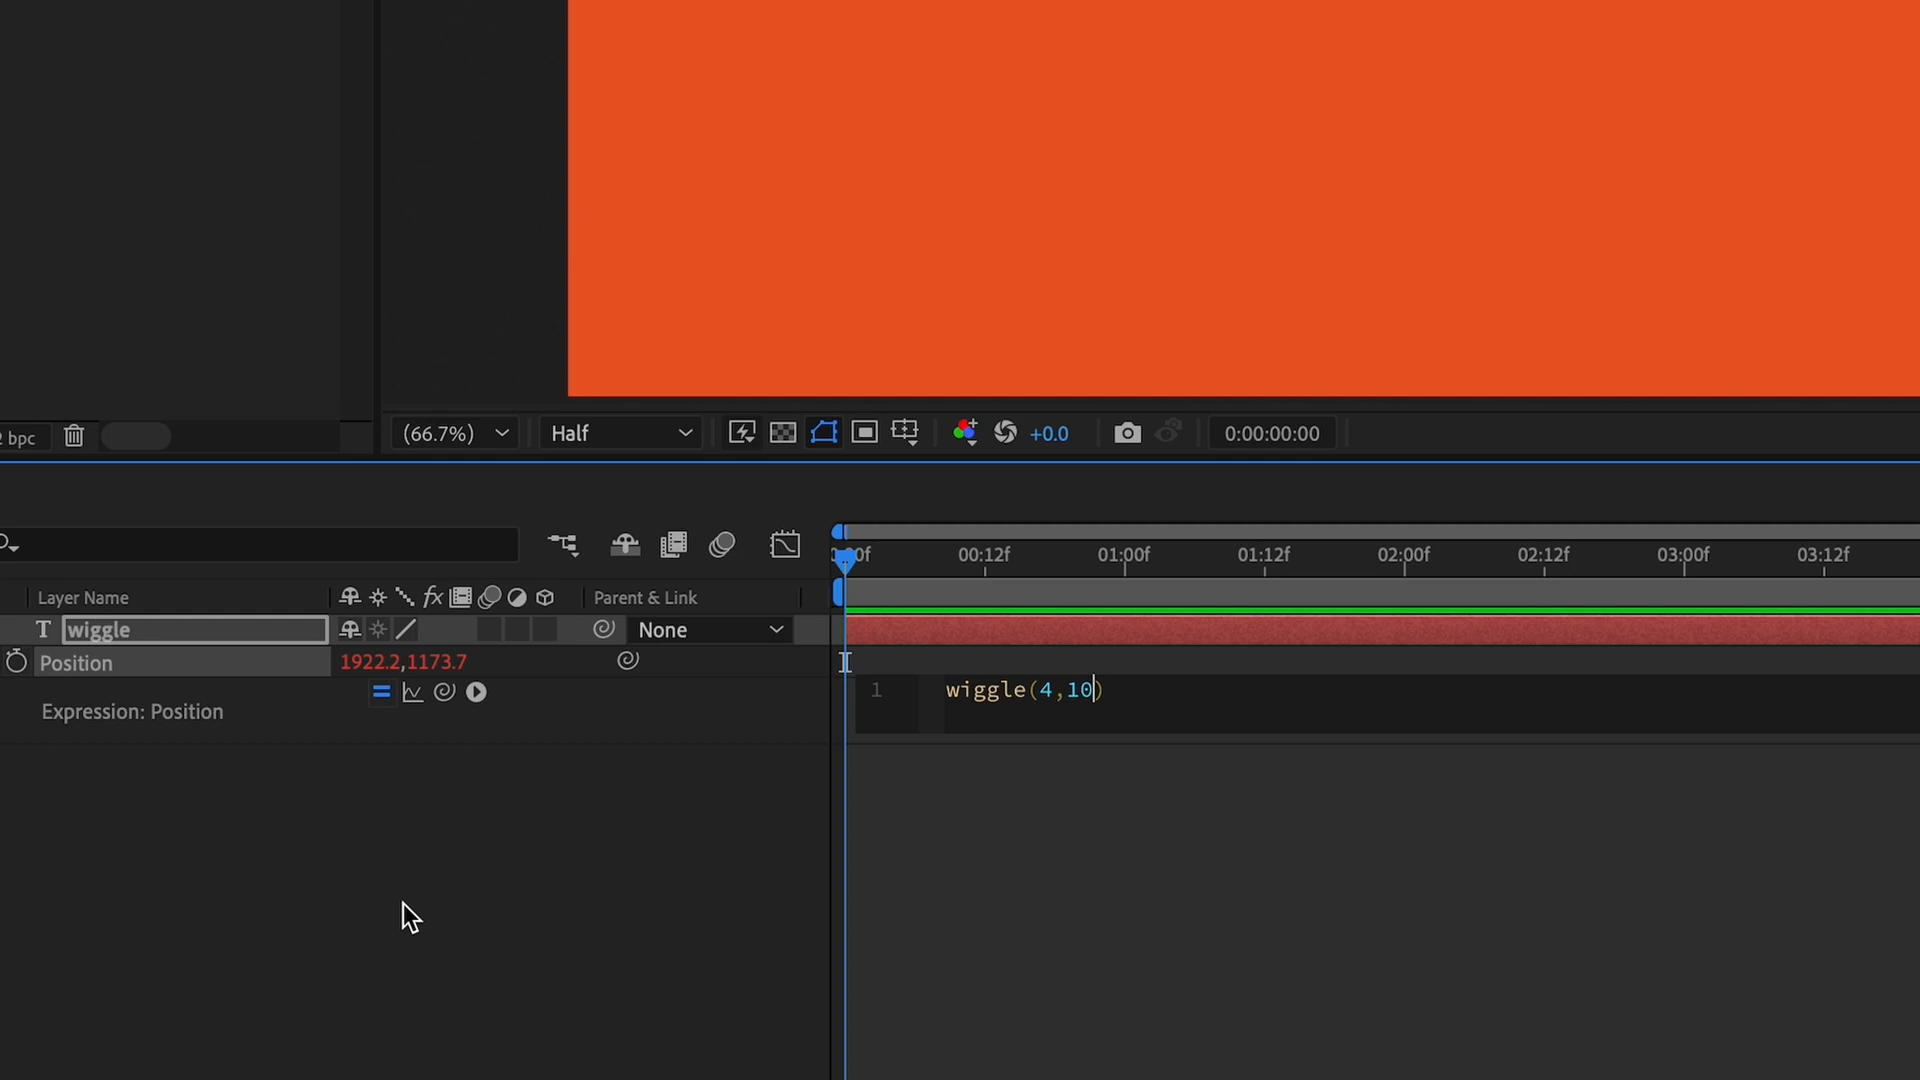 2 bpc
(66.7%)
Half
+0.0
0:00:00:00
00:12f
01:00f
01:12f
02:00f
02:12f
03:00f
03:12f
Layer Name
fx
Parent & Link
T
wiggle
None
Position
1922.2,1173.7
1
wiggle(4,10)
Expression: Position